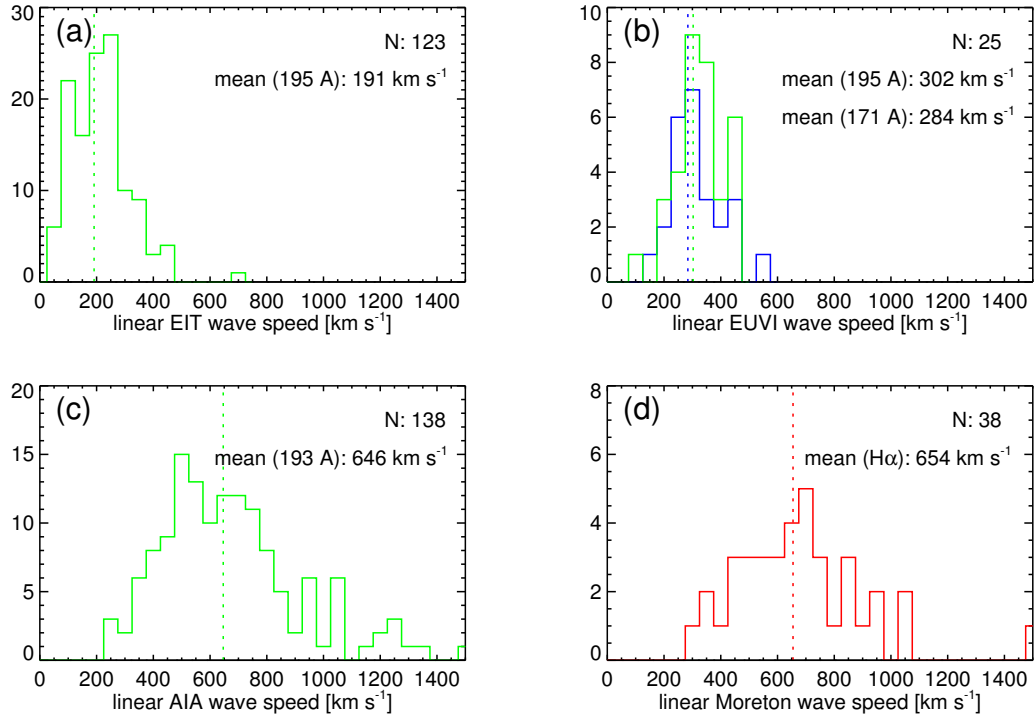 (a)
N: 123
mean (195 A): 191 km s⁻¹
30
20
10
0
0 200 400 600 800 1000 1200 1400
linear EIT wave speed [km s⁻¹]
(b)
N: 25
mean (195 A): 302 km s⁻¹
mean (171 A): 284 km s⁻¹
10
8
6
4
2
0
0 200 400 600 800 1000 1200 1400
linear EUVI wave speed [km s⁻¹]
(c)
N: 138
mean (193 A): 646 km s⁻¹
20
15
10
5
0
0 200 400 600 800 1000 1200 1400
linear AIA wave speed [km s⁻¹]
(d)
N: 38
mean (Hα): 654 km s⁻¹
8
6
4
2
0
0 200 400 600 800 1000 1200 1400
linear Moreton wave speed [km s⁻¹]